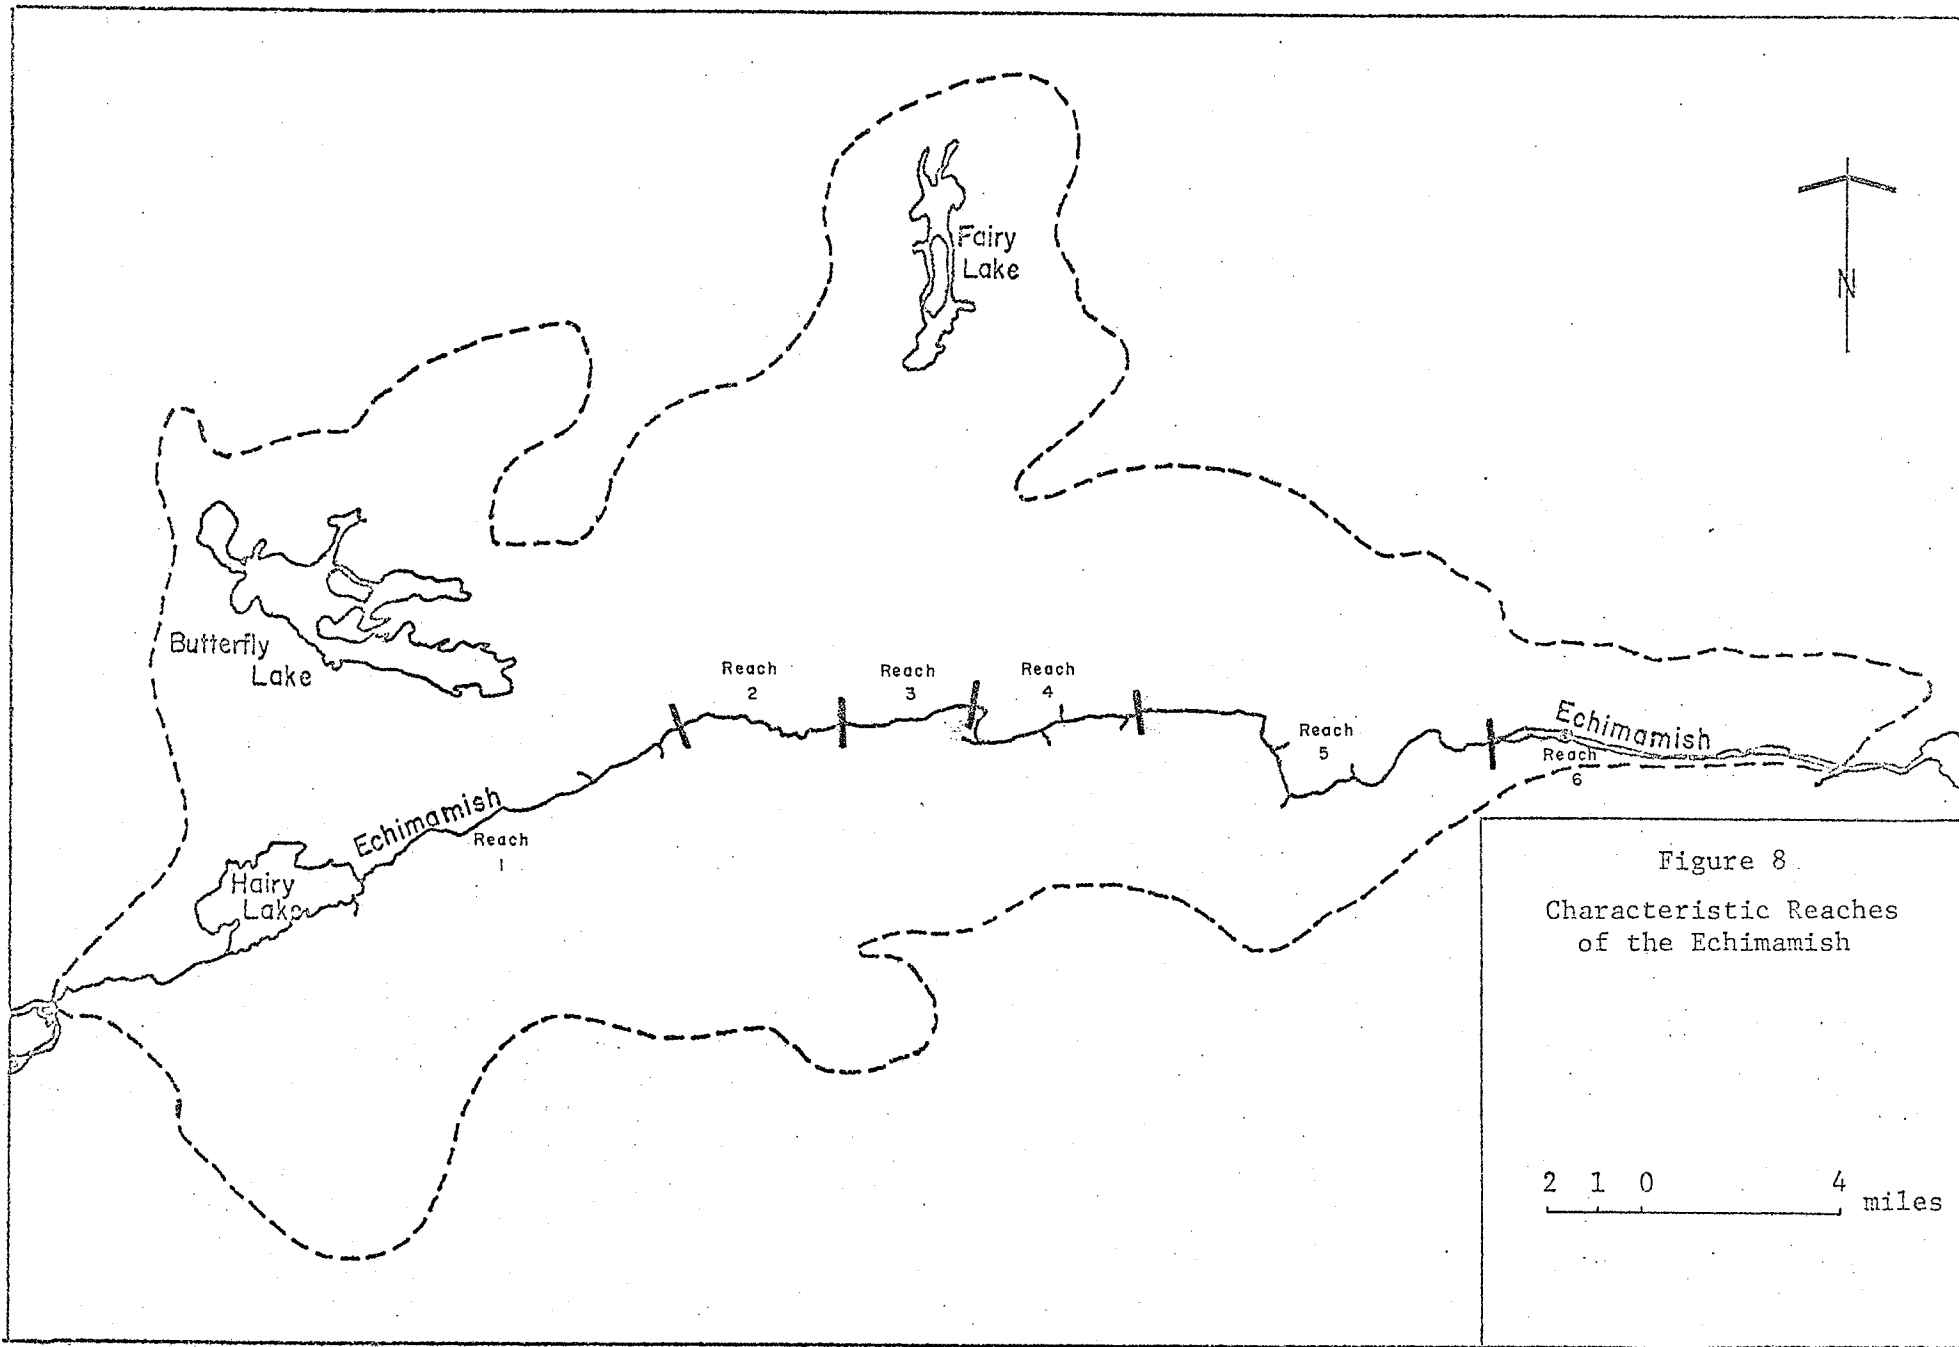 Fairy
Lake
N
Butterfly
Lake
Reach
2
Reach
3
Reach
4
Reach
5
Echimamish
Reach
6
Echimamish
Reach
1
Hairy
Lake
Figure 8
Characteristic Reaches
of the Echimamish
2 1 0 4 miles